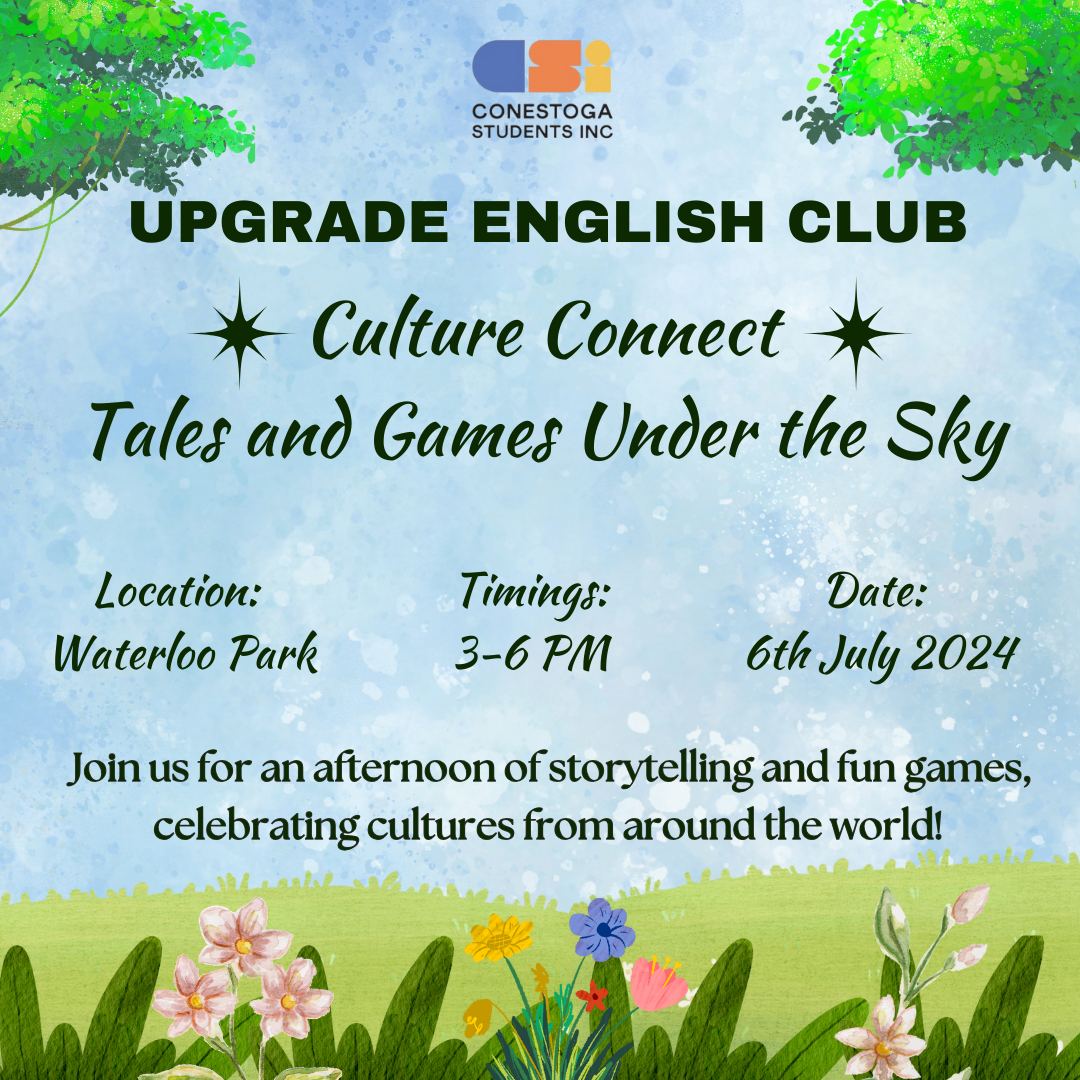 CSi
CONESTOGA
STUDENTS INC
UPGRADE ENGLISH CLUB
Culture Connect
Tales and Games Under the Sky
Location:
Waterloo Park
Timings:
3-6 PM
Date:
6th July 2024
Join us for an afternoon of storytelling and fun games,
celebrating cultures from around the world!